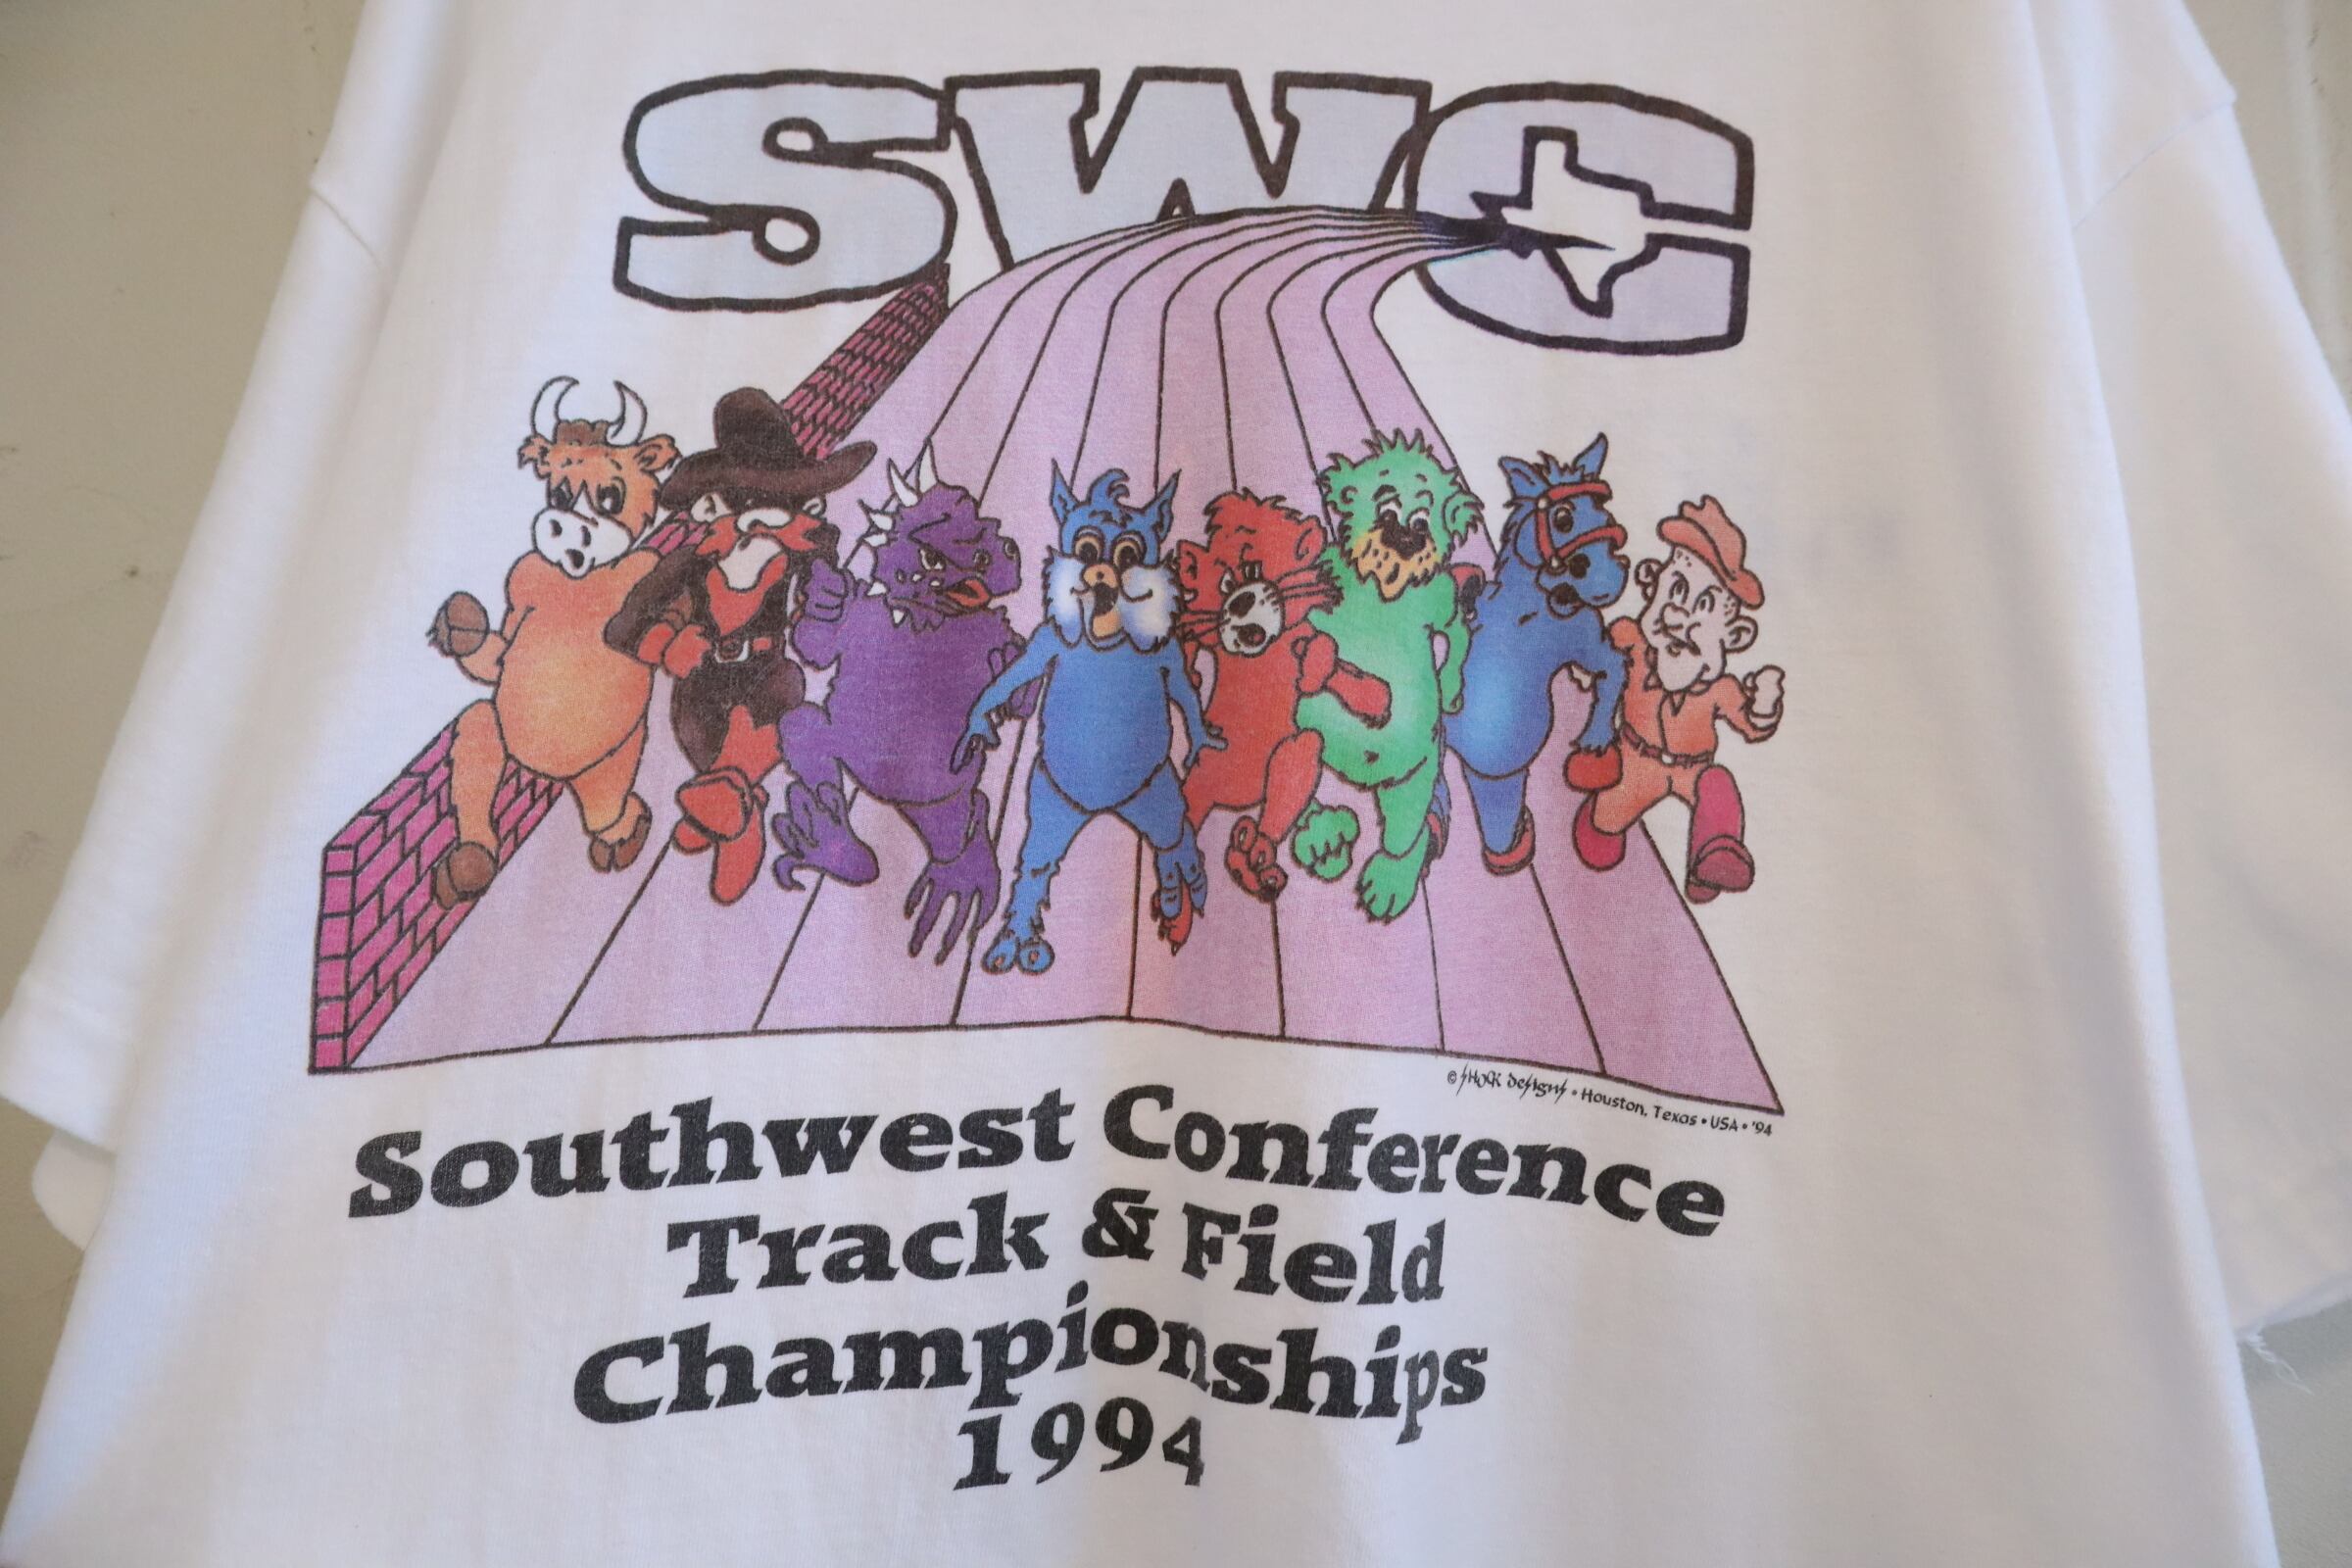 SWC
© Shock Designs • Houston, Texas • USA • '94
Southwest Conference
Track & Field
Championships
1994